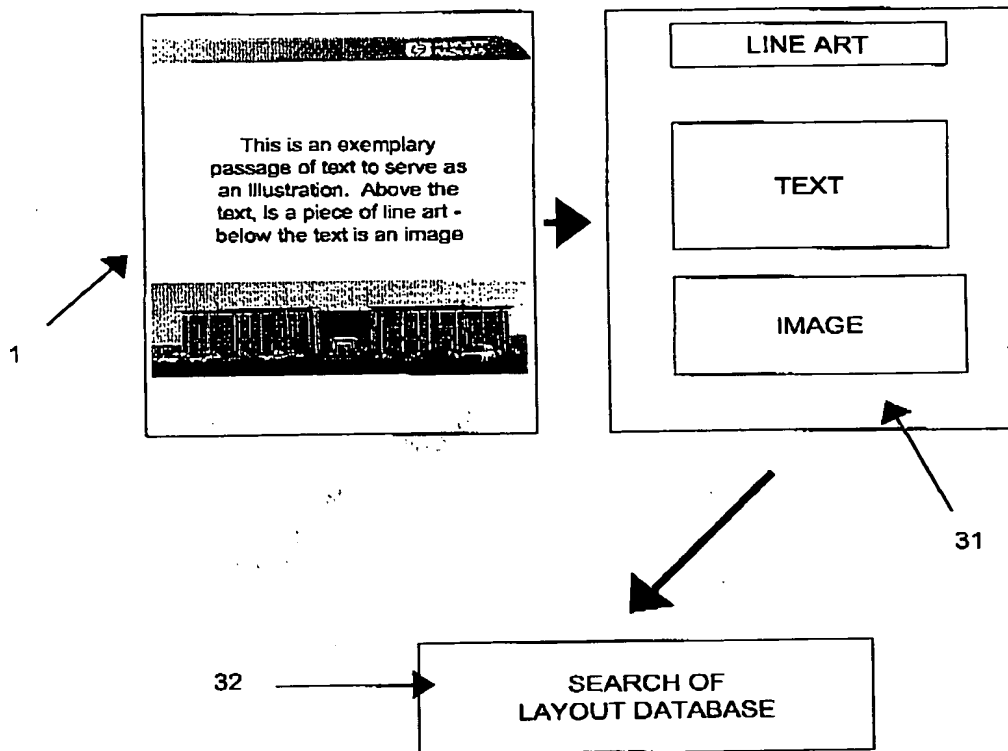 This is an exemplary
passage of text to serve as
an Illustration. Above the
text, Is a piece of line art -
below the text is an image
1
LINE ART
TEXT
IMAGE
31
32
SEARCH OF
LAYOUT DATABASE